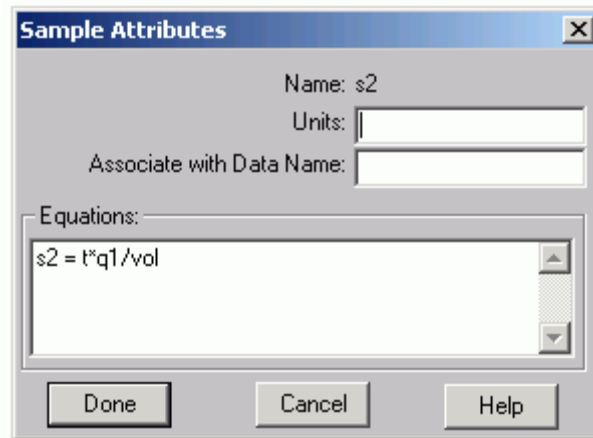 Sample Attributes
Name: s2
Units:
Associate with Data Name:
Equations:
s2 = t*q1/vol
Done Cancel Help